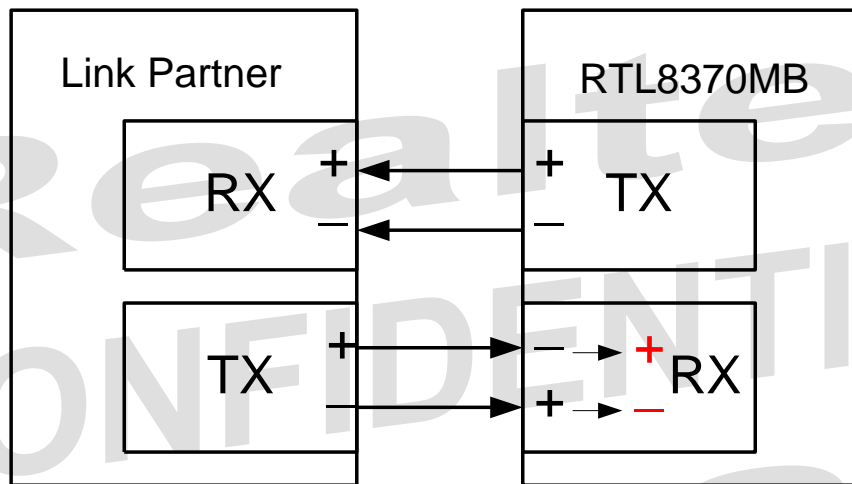 Link Partner
RTL8370MB
RX + + TX
– –
TX + – + RX
– + –
Realte
ONFIDENTI